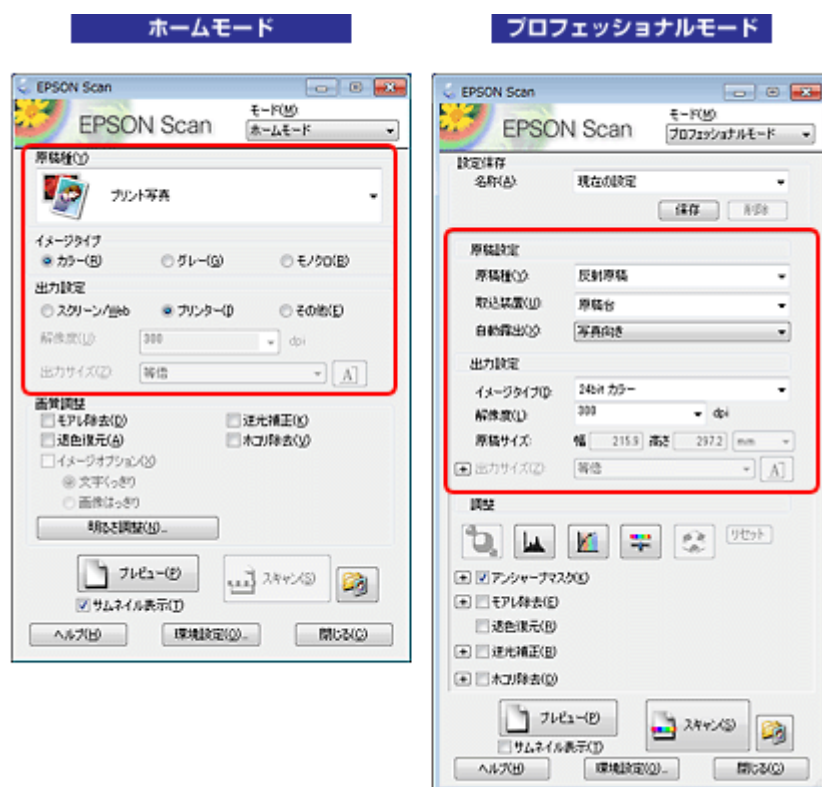 ホームモード
EPSON Scan
EPSON Scan
モード(M)
ホームモード
原稿種(Y)
プリント写真
イメージタイプ
カラー(R) グレー(G) モノクロ(B)
出力設定
スクリーン/Web プリンター(I) その他(E)
解像度(U): 300 dpi
出力サイズ(Z): 等倍 A
画質調整
モアレ除去(D) 逆光補正(K)
退色復元(A) ホコリ除去(V)
イメージオプション(X)
文字くっきり
画像はっきり
明るさ調整(N)...
プレビュー(P) スキャン(S)
サムネイル表示(T)
ヘルプ(H) 環境設定(O)... 閉じる(C)
プロフェッショナルモード
EPSON Scan
EPSON Scan
モード(M)
プロフェッショナルモード
設定保存
名称(A): 現在の設定
保存 削除
原稿設定
原稿種(Y): 反射原稿
取込装置(U): 原稿台
自動露出(X): 写真向き
出力設定
イメージタイプ(I): 24bit カラー
解像度(L): 300 dpi
原稿サイズ: 幅 215.9 高さ 297.2 mm
出力サイズ(Z): 等倍 A
調整
リセット
アンシャープマスク(K)
モアレ除去(E)
退色復元(R)
逆光補正(B)
ホコリ除去(D)
プレビュー(P) スキャン(S)
サムネイル表示(T)
ヘルプ(H) 環境設定(O)... 閉じる(C)